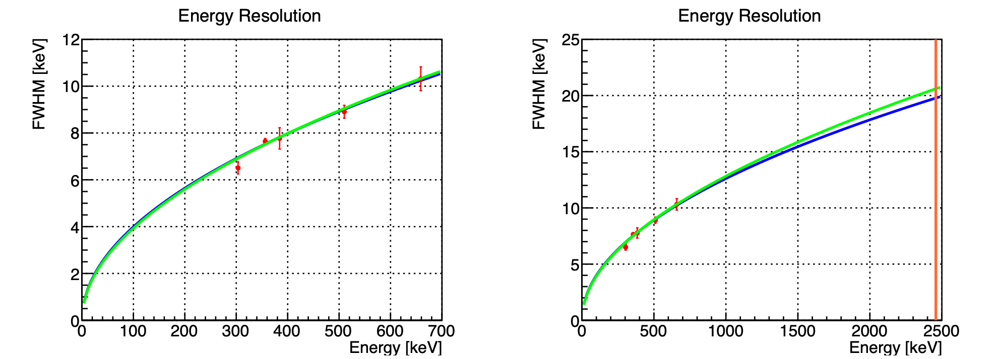 Energy Resolution
FWHM [keV]
12
10
8
6
4
2
0
0 100 200 300 400 500 600 700
Energy [keV]
Energy Resolution
FWHM [keV]
25
20
15
10
5
0
0 500 1000 1500 2000 2500
Energy [keV]